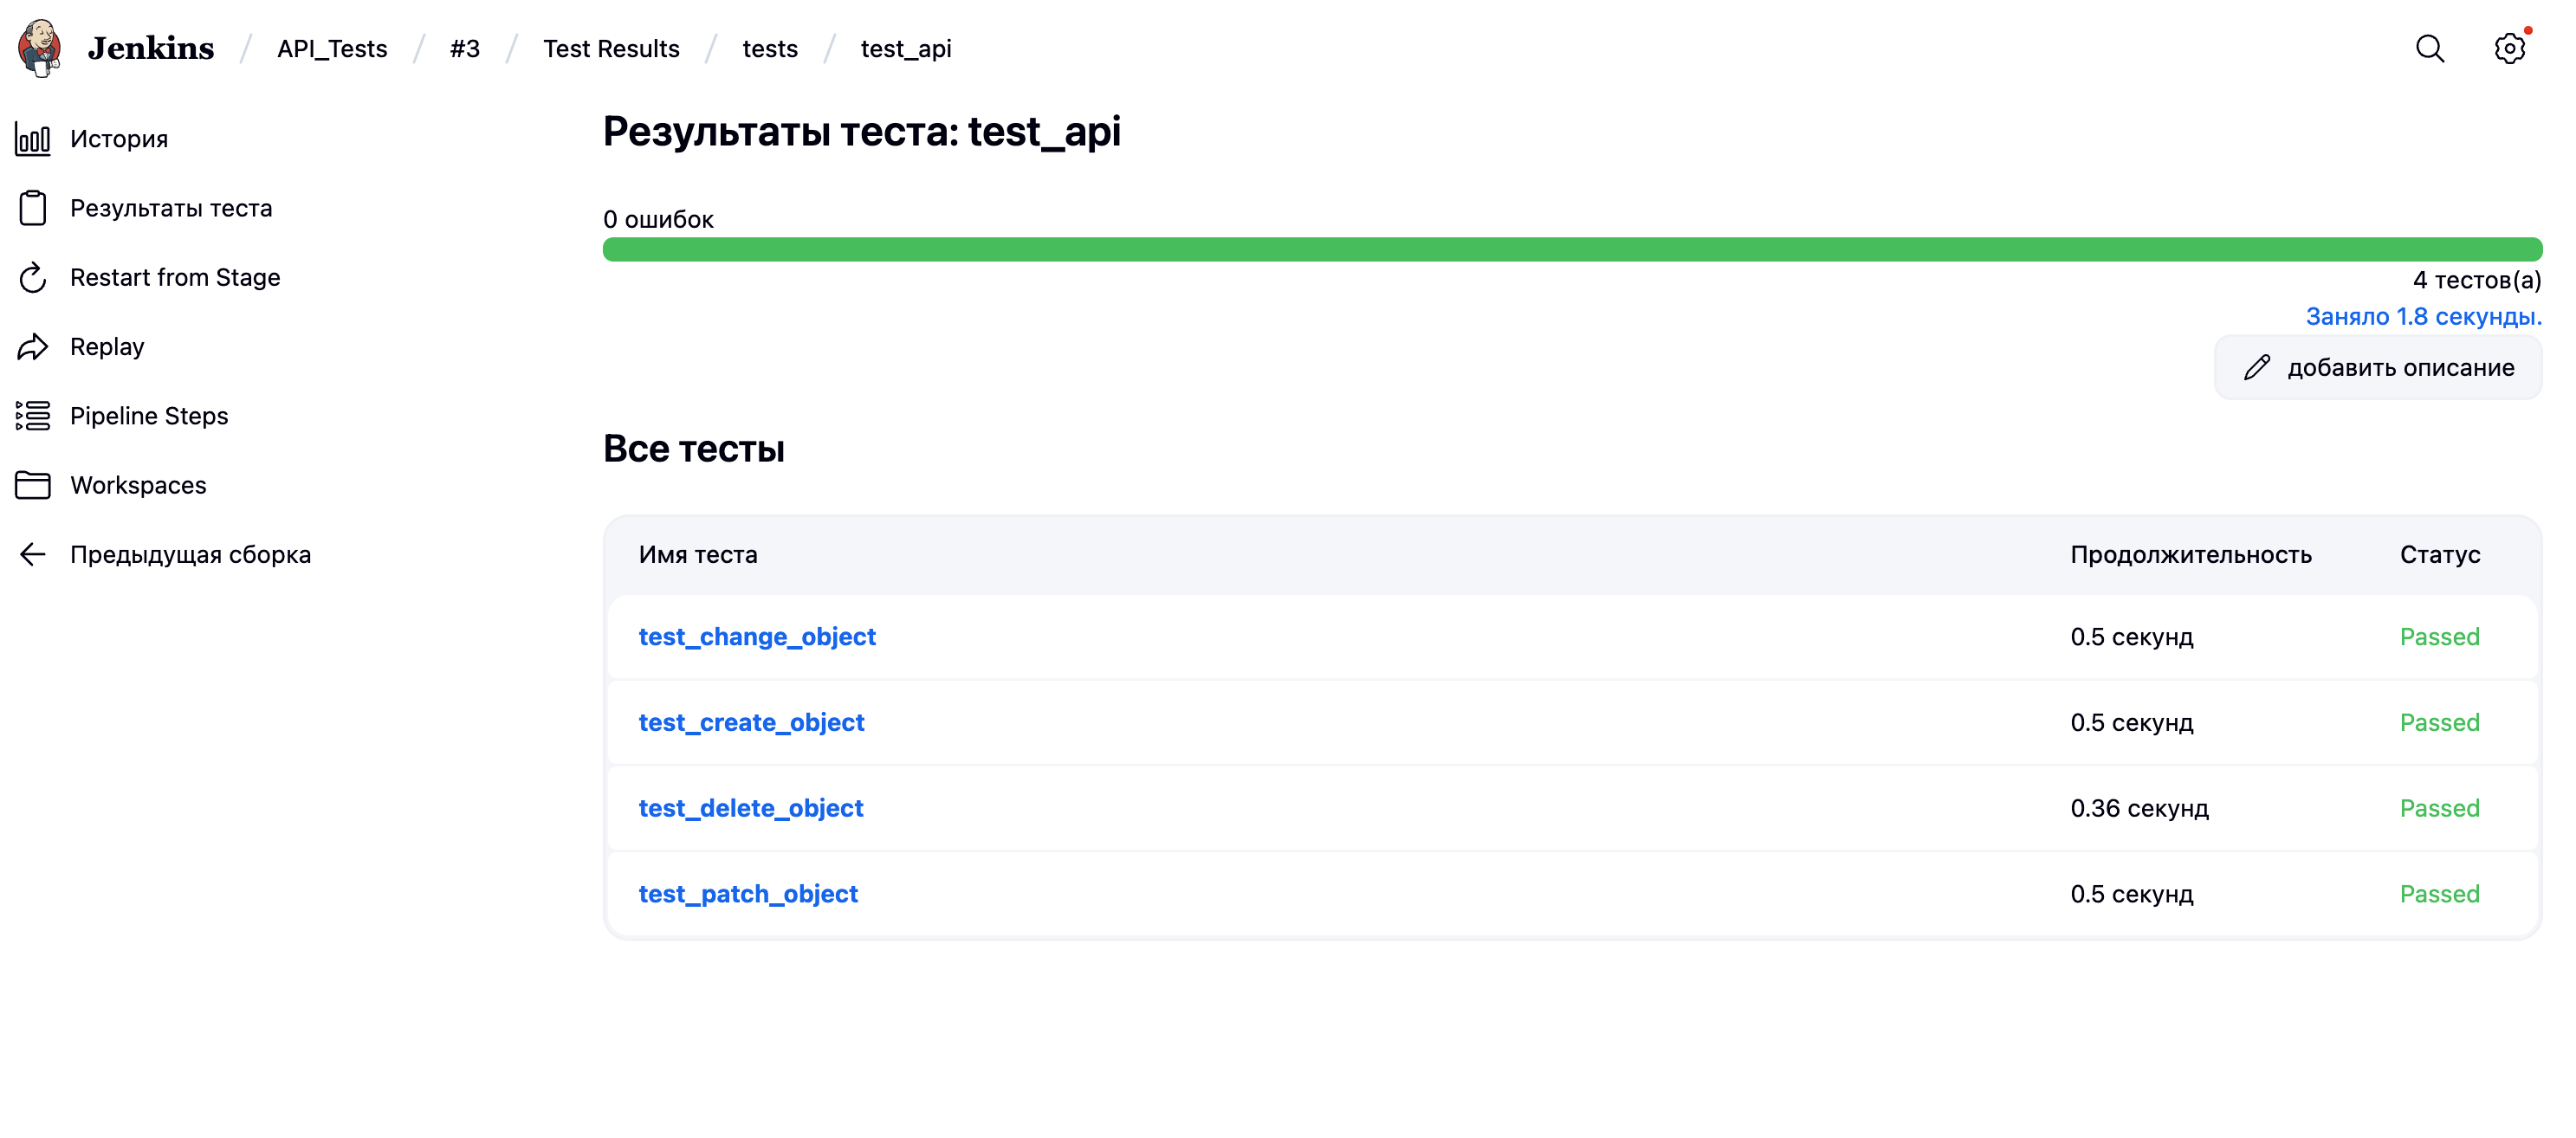 Jenkins / API_Tests / #3 / Test Results / tests / test_api
История
Результаты теста
Restart from Stage
Replay
Pipeline Steps
Workspaces
Предыдущая сборка
Результаты теста: test_api
0 ошибок
4 тестов(а)
Заняло 1.8 секунды.
добавить описание
Все тесты
Имя теста Продолжительность Статус
test_change_object 0.5 секунд Passed
test_create_object 0.5 секунд Passed
test_delete_object 0.36 секунд Passed
test_patch_object 0.5 секунд Passed